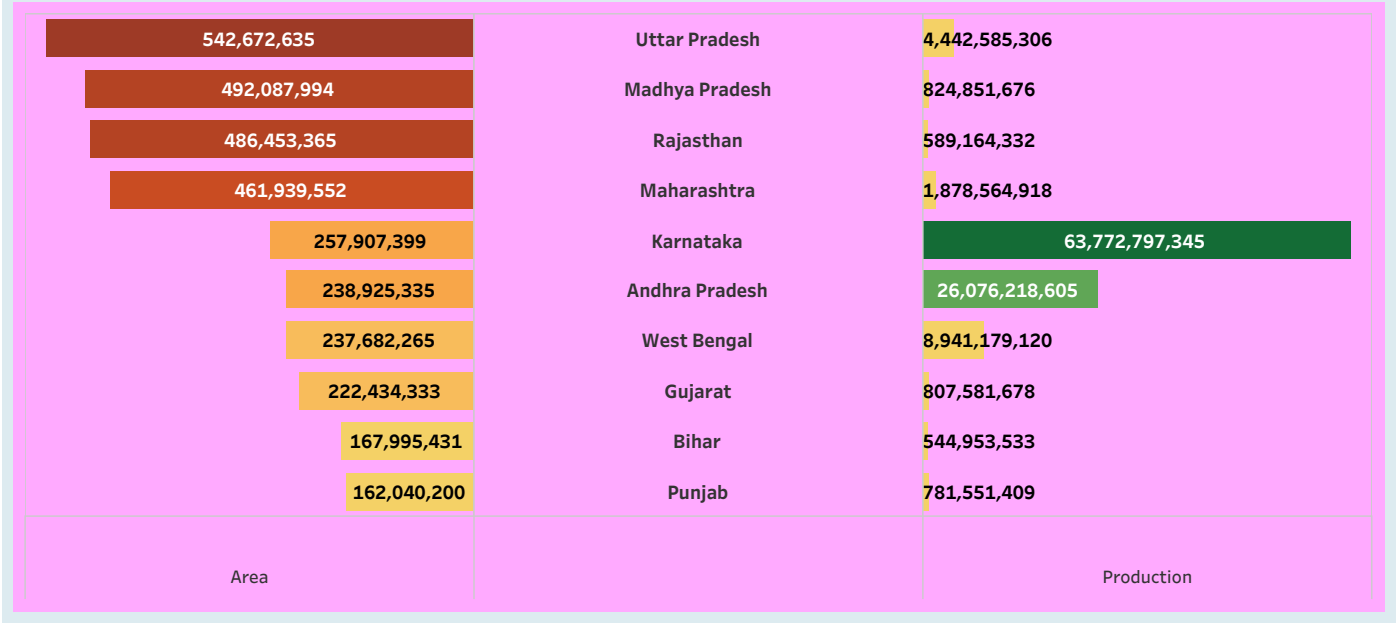 542,672,635 Uttar Pradesh 4,442,585,306
492,087,994 Madhya Pradesh 824,851,676
486,453,365 Rajasthan 589,164,332
461,939,552 Maharashtra 1,878,564,918
257,907,399 Karnataka 63,772,797,345
238,925,335 Andhra Pradesh 26,076,218,605
237,682,265 West Bengal 8,941,179,120
222,434,333 Gujarat 807,581,678
167,995,431 Bihar 544,953,533
162,040,200 Punjab 781,551,409
Area Production